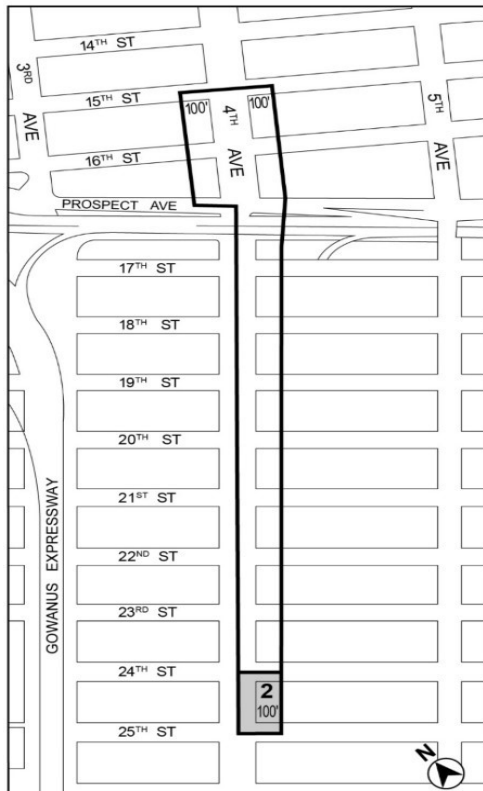 14TH ST
3RD AVE
15TH ST
100'
4TH AVE
100'
5TH AVE
16TH ST
PROSPECT AVE
17TH ST
18TH ST
19TH ST
20TH ST
21ST ST
GOWANUS EXPRESSWAY
22ND ST
23RD ST
24TH ST
2
100'
25TH ST
N